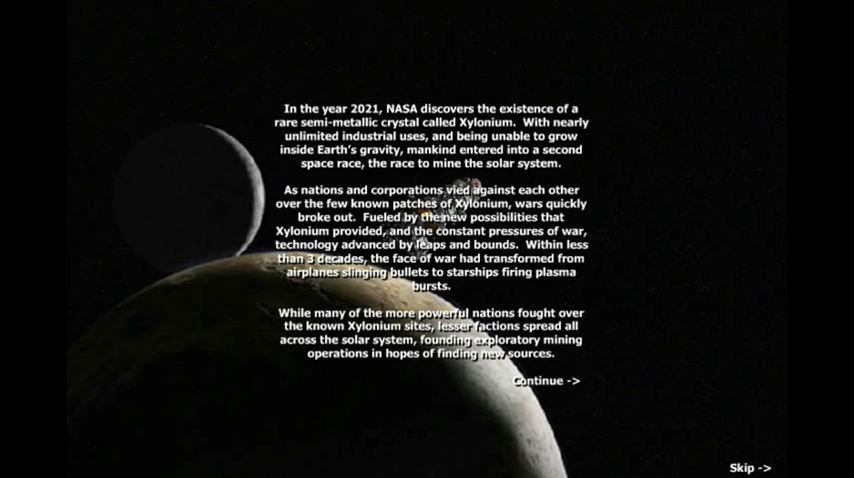 In the year 2021, NASA discovers the existence of a
rare semi-metallic crystal called Xylonium.  With nearly
unlimited industrial uses, and being unable to grow
inside Earth's gravity, mankind entered into a second
space race, the race to mine the solar system.
As nations and corporations vied against each other
over the few known patches of Xylonium, wars quickly
broke out.  Fueled by the new possibilities that
Xylonium provided, and the constant pressures of war,
technology advanced by leaps and bounds.  Within less
than 3 decades, the face of war had transformed from
airplanes slinging bullets to starships firing plasma
bursts.
While many of the more powerful nations fought over
the known Xylonium sites, lesser factions spread all
across the solar system, founding exploratory mining
operations in hopes of finding new sources.
Continue ->
Skip ->